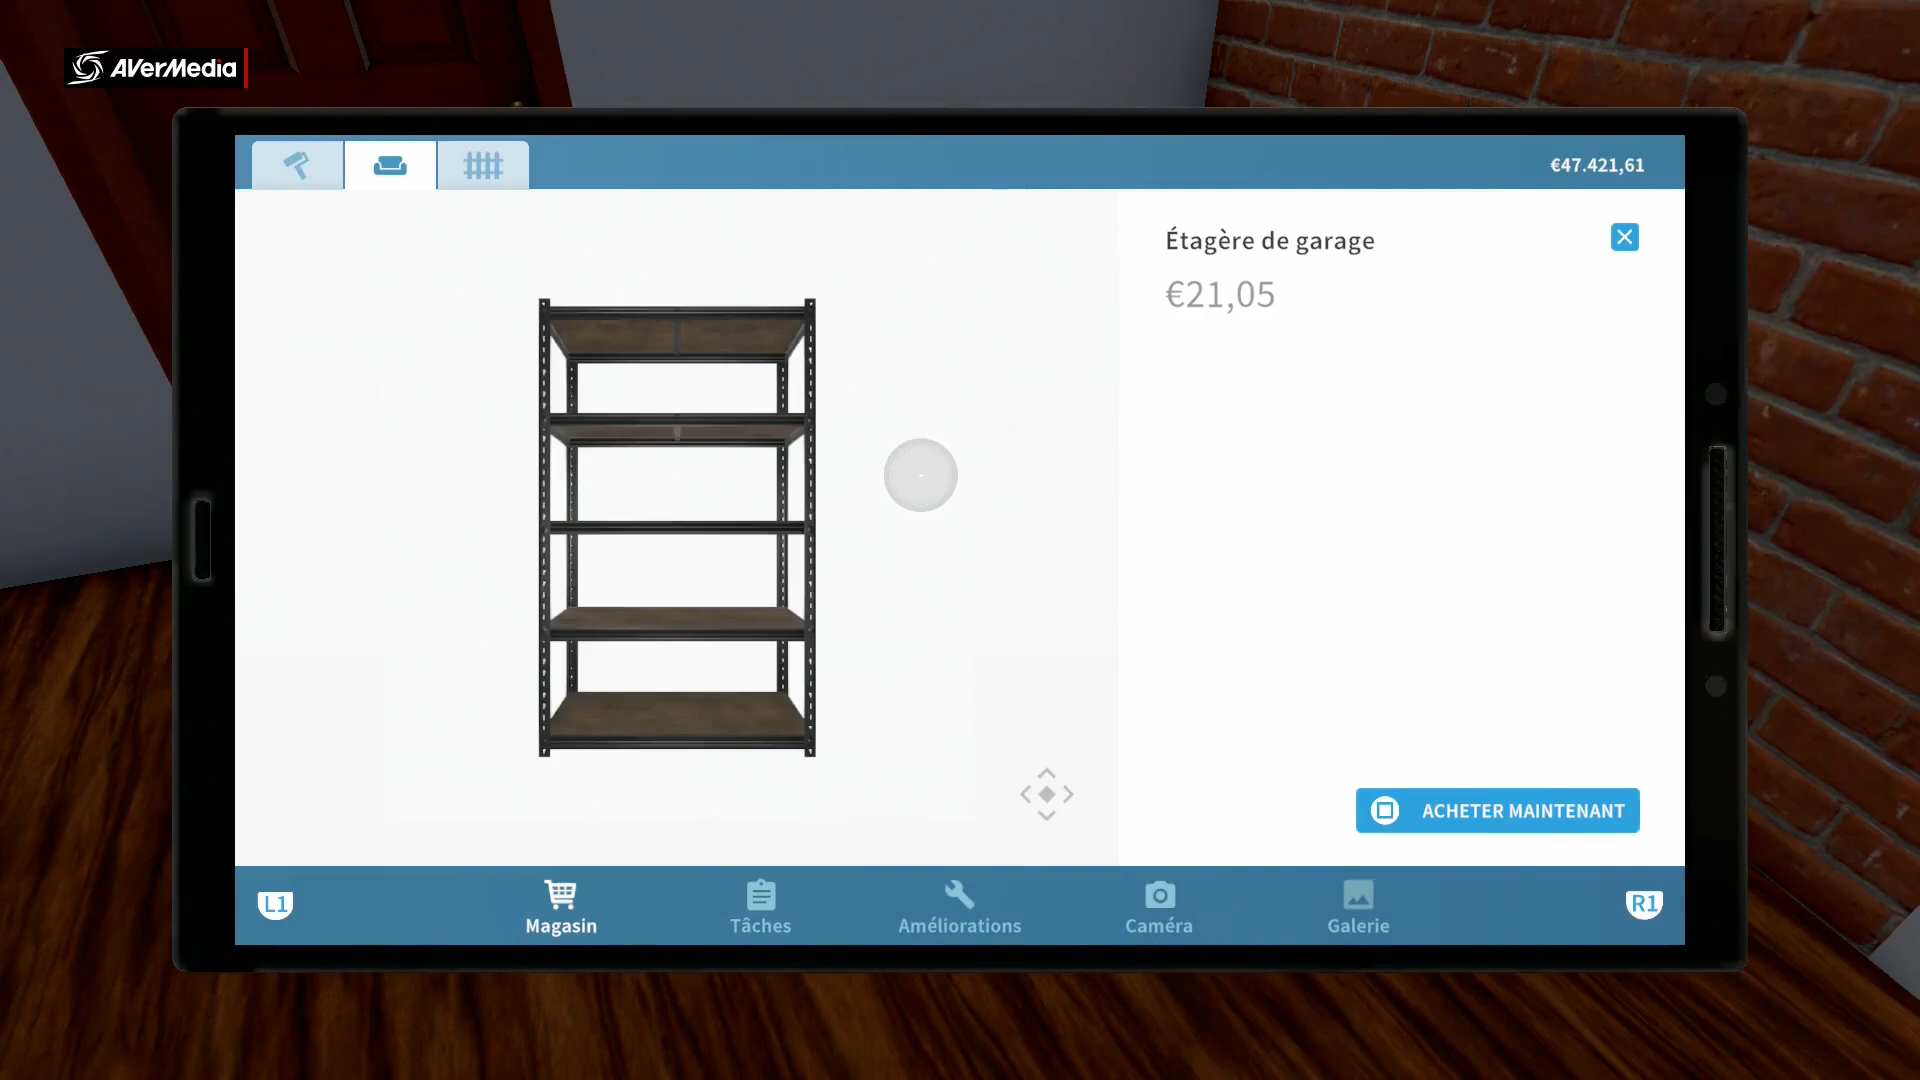 AVerMedia
€47.421,61
Étagère de garage
€21,05
ACHETER MAINTENANT
L1
Magasin
Tâches
Améliorations
Caméra
Galerie
R1